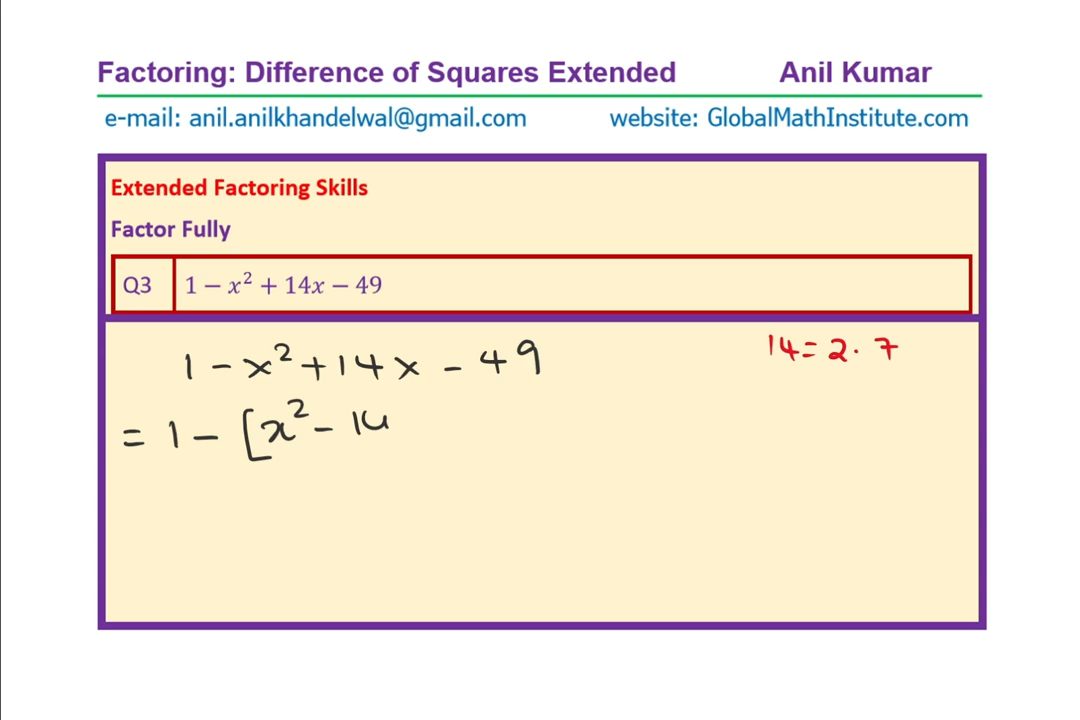 Factoring: Difference of Squares Extended Anil Kumar
e-mail: anil.anilkhandelwal@gmail.com website: GlobalMathInstitute.com
Extended Factoring Skills
Factor Fully
Q3 1 − x² + 14x − 49
1 − x² + 14x − 49 14 = 2 · 7
= 1 − [x² − 14